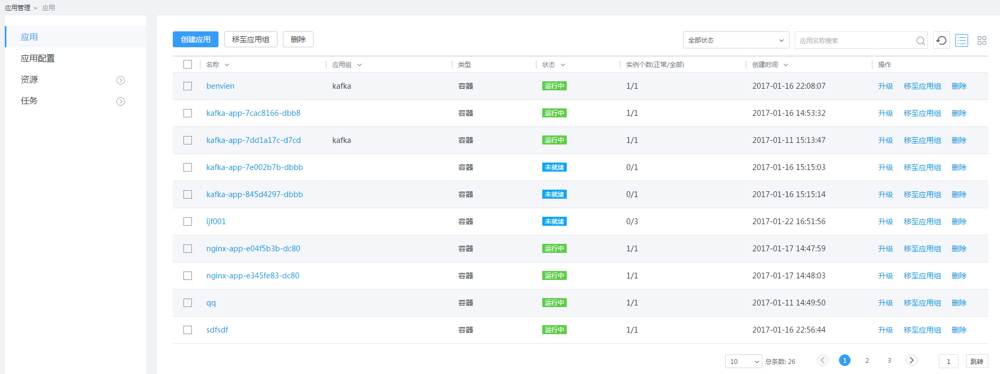 应用管理 > 应用
应用
应用配置
资源
任务
创建应用 移至应用组 删除 全部状态 应用名称搜索
名称 应用组 类型 状态 实例个数(正常/全部) 创建时间 操作
benvien kafka 容器 运行中 1/1 2017-01-16 22:08:07 升级 移至应用组 删除
kafka-app-7cac8166-dbb8 容器 运行中 1/1 2017-01-16 14:53:32 升级 移至应用组 删除
kafka-app-7dd1a17c-d7cd kafka 容器 运行中 1/1 2017-01-11 15:13:47 升级 移至应用组 删除
kafka-app-7e002b7b-dbbb 容器 未就绪 0/1 2017-01-16 15:15:03 升级 移至应用组 删除
kafka-app-845d4297-dbbb 容器 未就绪 0/1 2017-01-16 15:15:14 升级 移至应用组 删除
ljf001 容器 未就绪 0/3 2017-01-22 16:51:56 升级 移至应用组 删除
nginx-app-e04f5b3b-dc80 容器 运行中 1/1 2017-01-17 14:47:59 升级 移至应用组 删除
nginx-app-e345fe83-dc80 容器 运行中 1/1 2017-01-17 14:48:03 升级 移至应用组 删除
qq 容器 运行中 1/1 2017-01-11 14:49:50 升级 移至应用组 删除
sdfsdf 容器 运行中 1/1 2017-01-16 22:56:44 升级 移至应用组 删除
10 总条数: 26 1 2 3 1 跳转